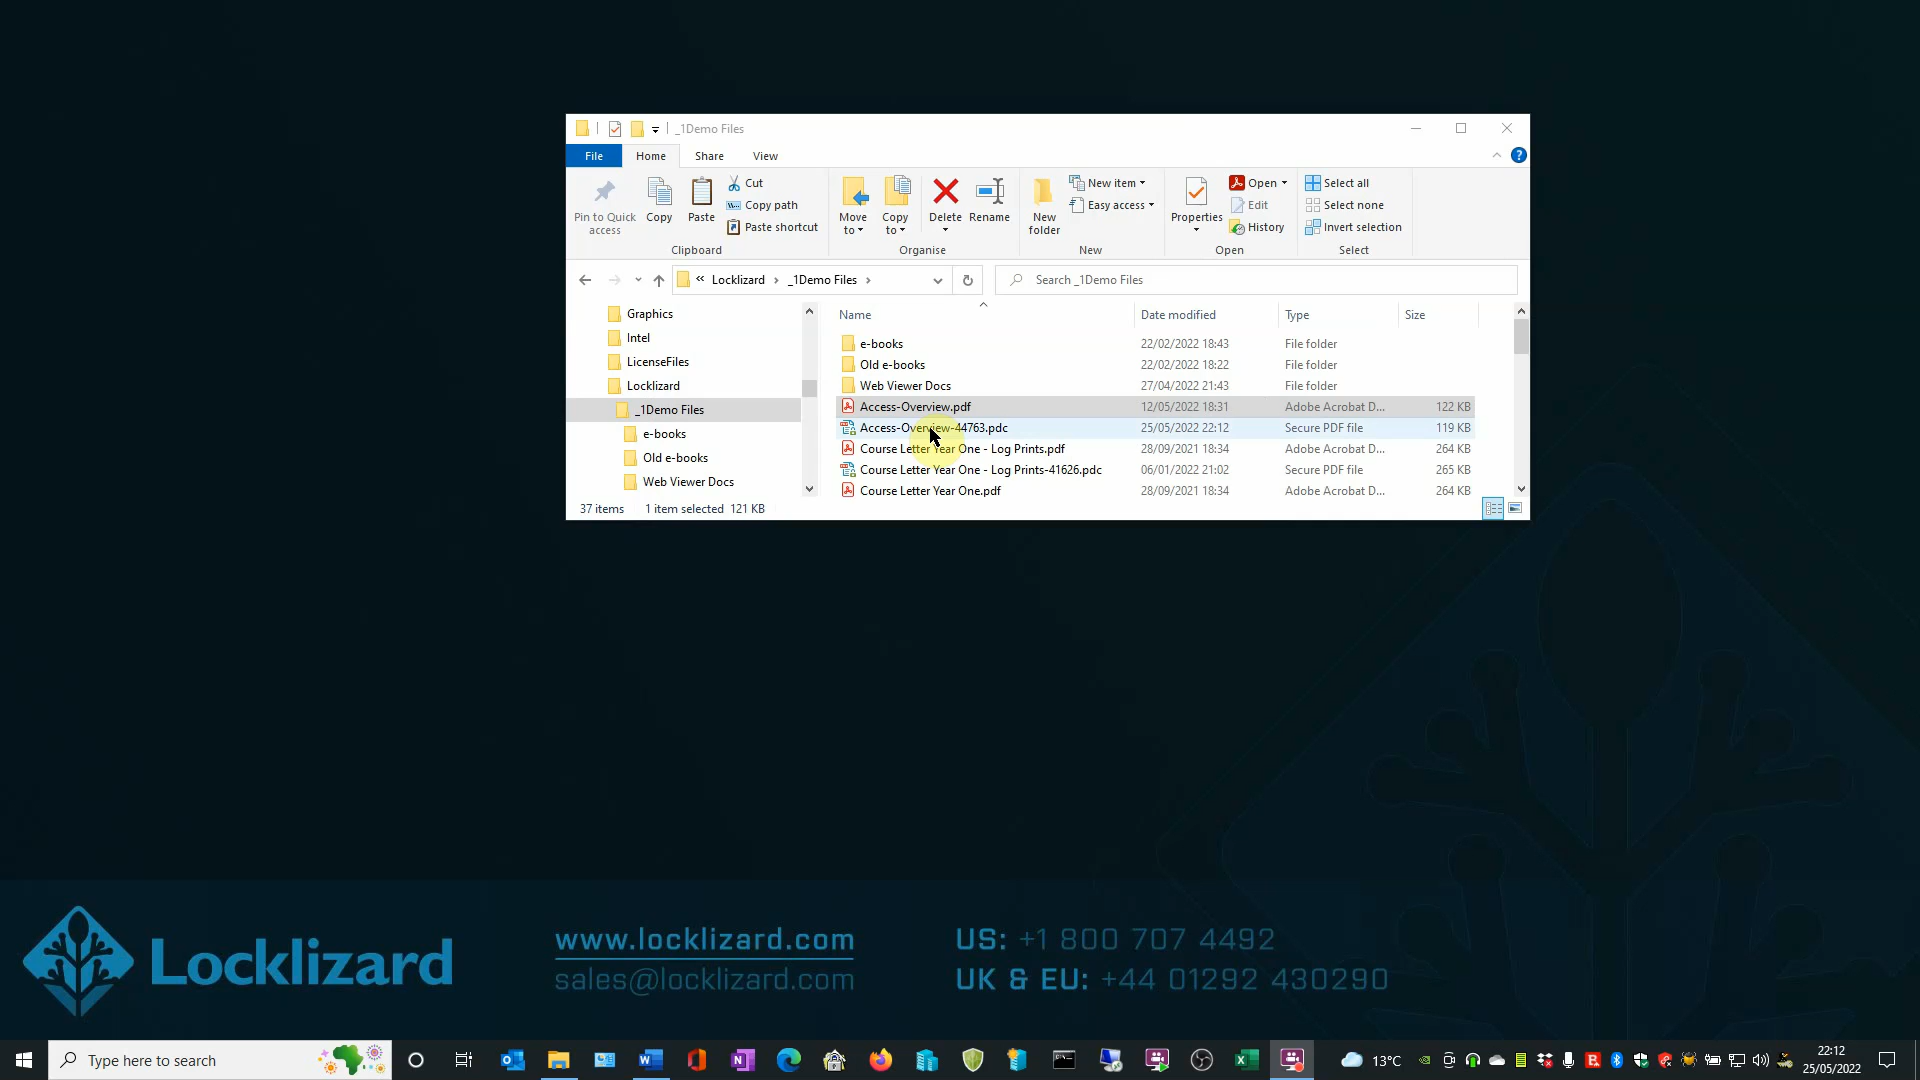 _1Demo Files
File Home Share View
Pin to Quick access
Copy
Paste
Cut
Copy path
Paste shortcut
Clipboard
Move to
Copy to
Delete
Rename
Organise
New folder
New item
Easy access
New
Properties
Open
Edit
History
Open
Select all
Select none
Invert selection
Select
« Locklizard › _1Demo Files ›
Search _1Demo Files
Graphics
Intel
LicenseFiles
Locklizard
_1Demo Files
e-books
Old e-books
Web Viewer Docs
Name Date modified Type Size
e-books 22/02/2022 18:43 File folder
Old e-books 22/02/2022 18:22 File folder
Web Viewer Docs 27/04/2022 21:43 File folder
Access-Overview.pdf 12/05/2022 18:31 Adobe Acrobat D... 122 KB
Access-Overview-44763.pdc 25/05/2022 22:12 Secure PDF file 119 KB
Course Letter Year One - Log Prints.pdf 28/09/2021 18:34 Adobe Acrobat D... 264 KB
Course Letter Year One - Log Prints-41626.pdc 06/01/2022 21:02 Secure PDF file 265 KB
Course Letter Year One.pdf 28/09/2021 18:34 Adobe Acrobat D... 264 KB
37 items 1 item selected 121 KB
Locklizard
www.locklizard.com
sales@locklizard.com
US: +1 800 707 4492
UK & EU: +44 01292 430290
Type here to search
13°C
22:12
25/05/2022